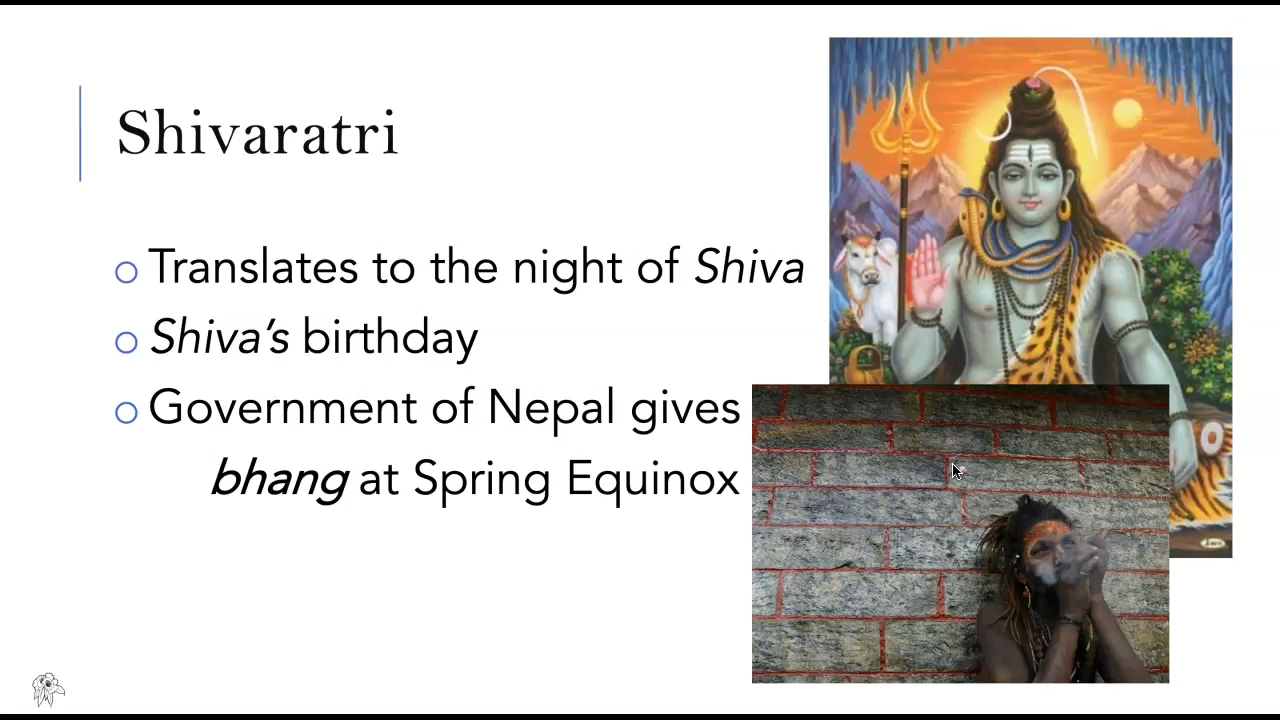 Shivaratri
Translates to the night of Shiva
Shiva's birthday
Government of Nepal gives
bhang at Spring Equinox